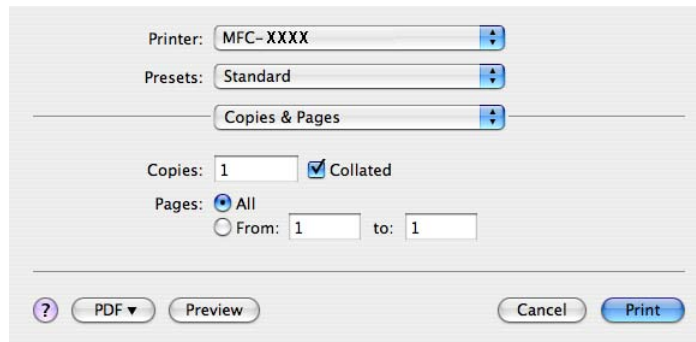 Printer: MFC-XXXX
Presets: Standard
Copies & Pages
Copies: 1 Collated
Pages: All
From: 1 to: 1
? PDF▼ Preview Cancel Print